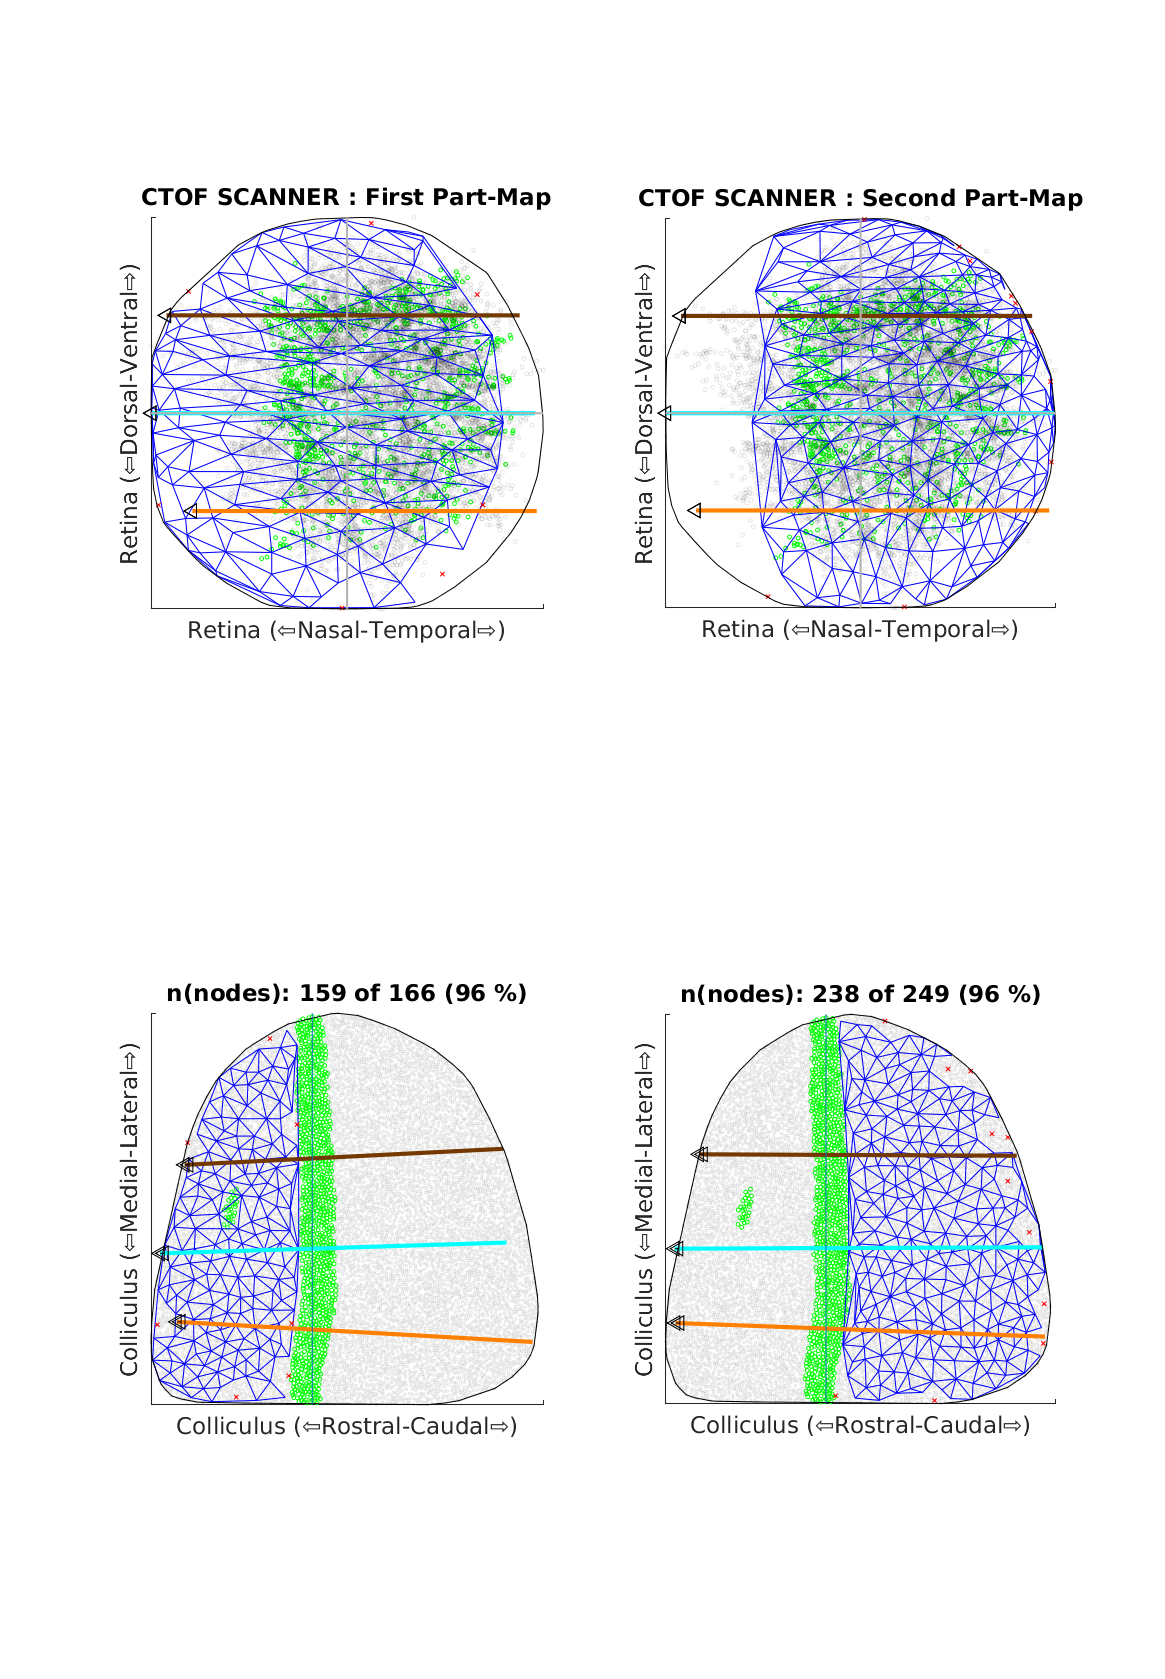 CTOF SCANNER : First Part-Map
CTOF SCANNER : Second Part-Map
Retina (⇦Dorsal-Ventral⇨)
Retina (⇦Dorsal-Ventral⇨)
Retina (⇦Nasal-Temporal⇨)
Retina (⇦Nasal-Temporal⇨)
n(nodes): 159 of 166 (96 %)
n(nodes): 238 of 249 (96 %)
Colliculus (⇦Medial-Lateral⇨)
Colliculus (⇦Medial-Lateral⇨)
Colliculus (⇦Rostral-Caudal⇨)
Colliculus (⇦Rostral-Caudal⇨)